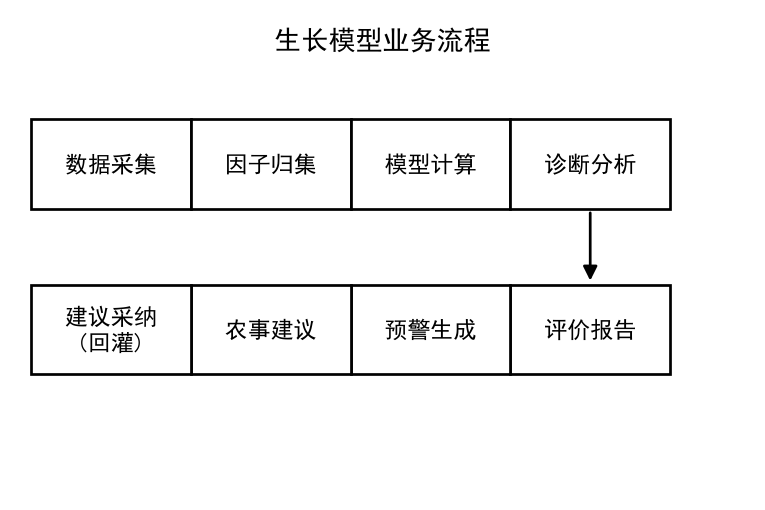 生长模型业务流程
数据采集
因子归集
模型计算
诊断分析
建议采纳
（回灌）
农事建议
预警生成
评价报告